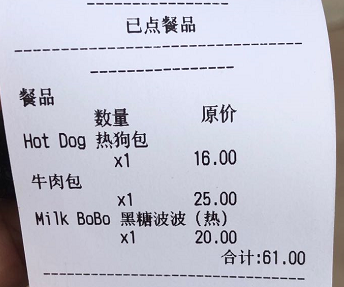 已点餐品
餐品
数量 原价
Hot Dog 热狗包
x1 16.00
牛肉包
x1 25.00
Milk BoBo 黑糖波波（热）
x1 20.00
合计:61.00